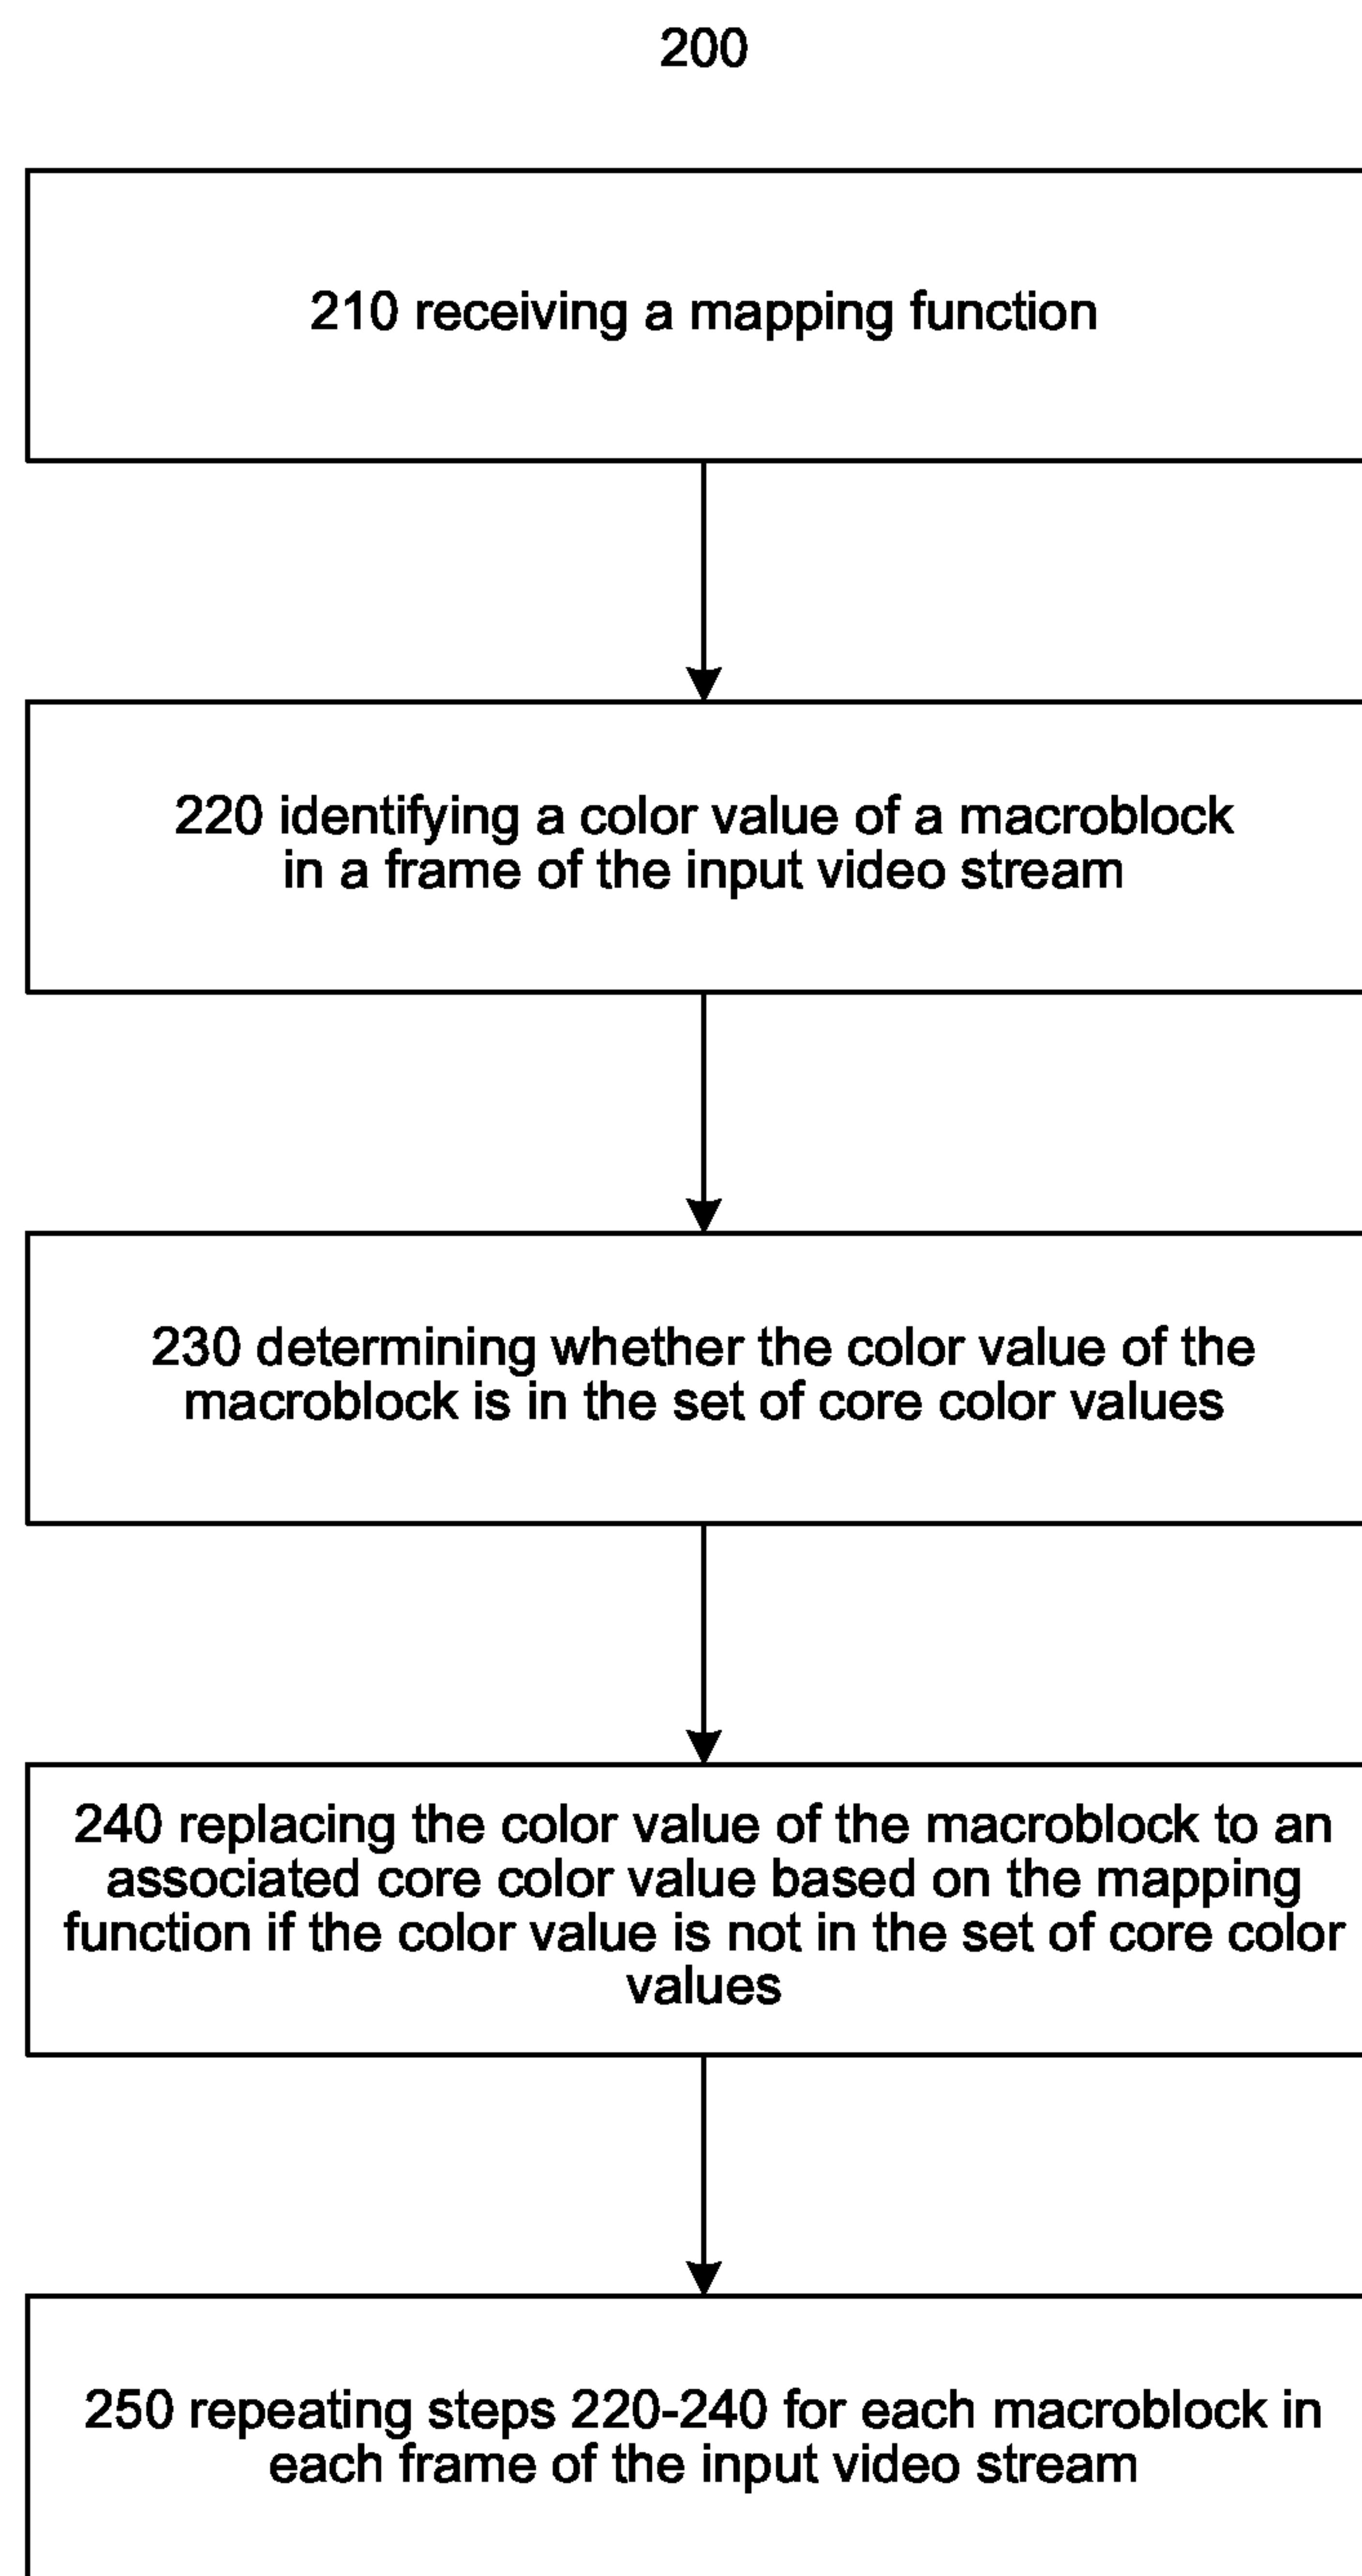 200
210 receiving a mapping function
220 identifying a color value of a macroblock
in a frame of the input video stream
230 determining whether the color value of the
macroblock is in the set of core color values
240 replacing the color value of the macroblock to an
associated core color value based on the mapping
function if the color value is not in the set of core color
values
250 repeating steps 220-240 for each macroblock in
each frame of the input video stream